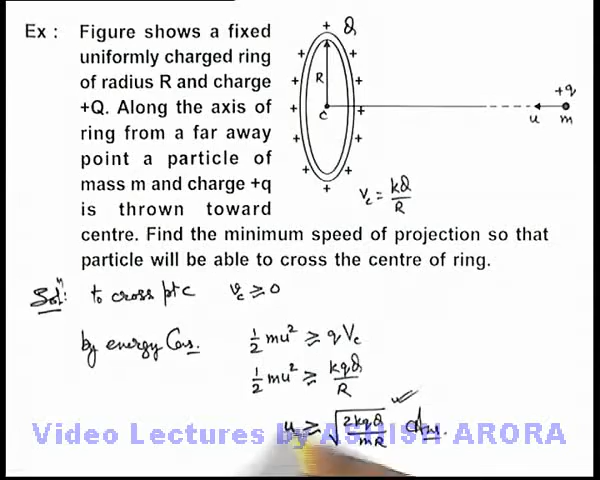 Ex : Figure shows a fixed
uniformly charged ring
of radius R and charge
+Q. Along the axis of
ring from a far away
point a particle of
mass m and charge +q
is thrown toward
centre. Find the minimum speed of projection so that
particle will be able to cross the centre of ring.
Q
R
C
+q
u m
V_c = kQ/R
Sol^n: to cross pt c v_c ≥ 0
by energy Cons. 1/2 mu² ≥ qV_c
1/2 mu² ≥ kqQ/R
u ≥ √(2kqQ/mR) Ans.
Video Lectures by ASHISH ARORA